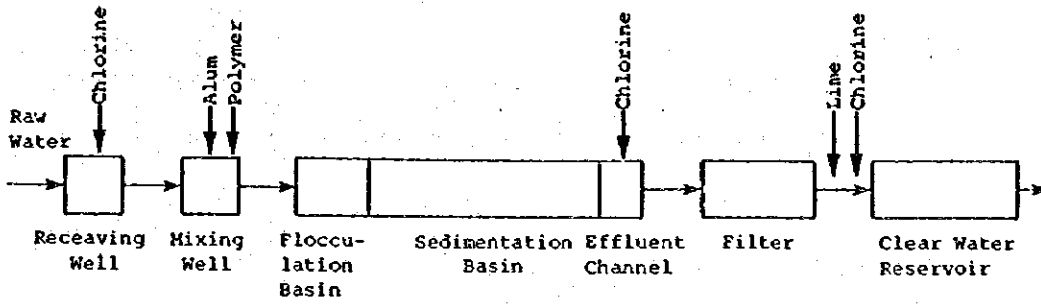 Chlorine
Alum
Polymer
Chlorine
Lime
Chlorine
Raw
Water
Receaving
Well
Mixing
Well
Floccu-
lation
Basin
Sedimentation
Basin
Effluent
Channel
Filter
Clear Water
Reservoir